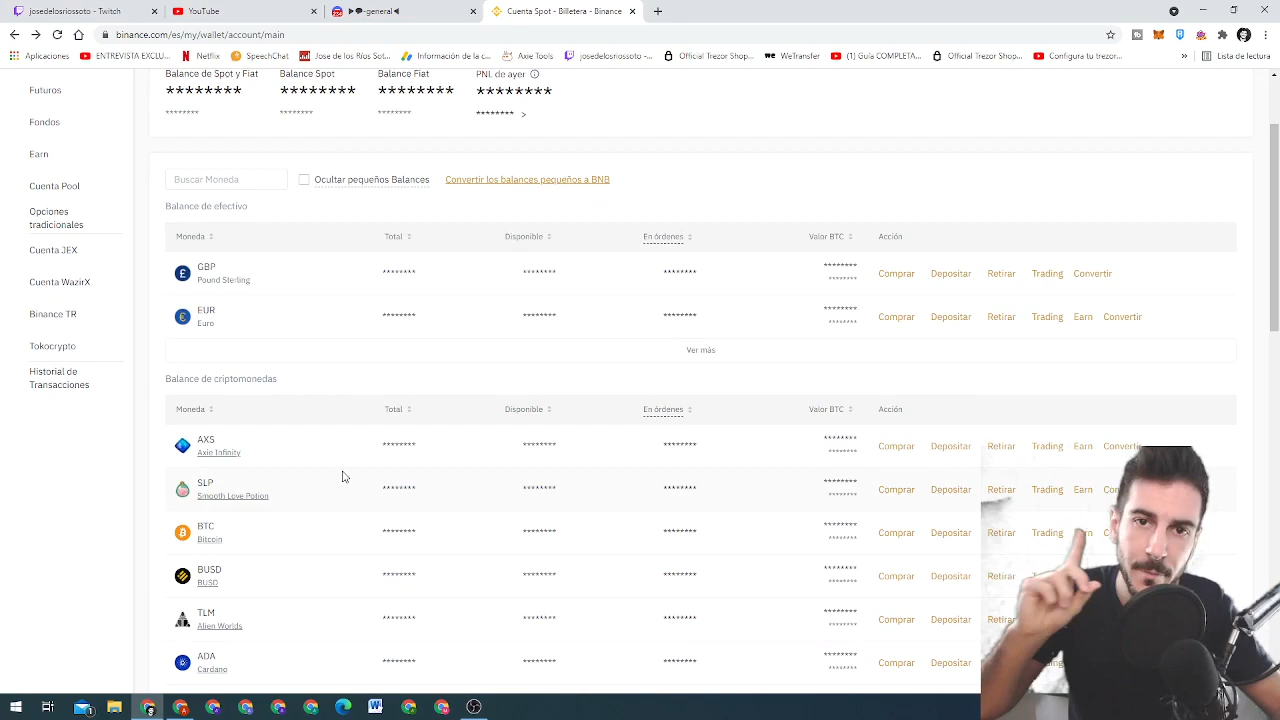 josedelosriossotto - Twitch
YouTube
general
Cuenta Spot - Billetera - Binance
binance.com/es/my/wallet/account/main
Aplicaciones
ENTREVISTA EXCLU...
Netflix
SpeechChat
Jose de los Ríos Sol...
Información de la c...
Axie Tools
josedelosriossoto -...
Official Trezor Shop...
WeTransfer
(1) Guía COMPLETA...
Official Trezor Shop...
Configura tu trezor...
Lista de lectura
Balance de Spot y Fiat
Balance Spot
Balance Fiat
PNL de ayer
******** ******** ******** ********
******** ******** ******** ********
Futuros
Fondos
Earn
Cuenta Pool
Opciones
tradicionales
Cuenta JEX
Cuenta WazirX
Binance TR
Tokocrypto
Historial de
Transacciones
Buscar Moneda
Ocultar pequeños Balances
Convertir los balances pequeños a BNB
Balance de efectivo
Moneda Total Disponible En órdenes Valor BTC Acción
GBP
Pound Sterling
******** ******** ******** ********
********
Comprar Depositar Retirar Trading Convertir
EUR
Euro
******** ******** ******** ********
********
Comprar Depositar Retirar Trading Earn Convertir
Ver más
Balance de criptomonedas
Moneda Total Disponible En órdenes Valor BTC Acción
AXS
Axie Infinity
******** ******** ******** ********
********
Comprar Depositar Retirar Trading Earn Convertir
SLP
Smooth Love Potion
******** ******** ******** ********
********
Comprar Depositar Retirar Trading Earn
BTC
Bitcoin
******** ******** ******** ********
********
Comprar Depositar Retirar Trading
BUSD
BUSD
******** ******** ******** ********
********
Comprar Depositar Retirar
TLM
Alien Worlds
******** ******** ******** ********
********
Comprar Depositar Retirar
ADA
Cardano
******** ******** ******** ********
********
Comprar Depositar